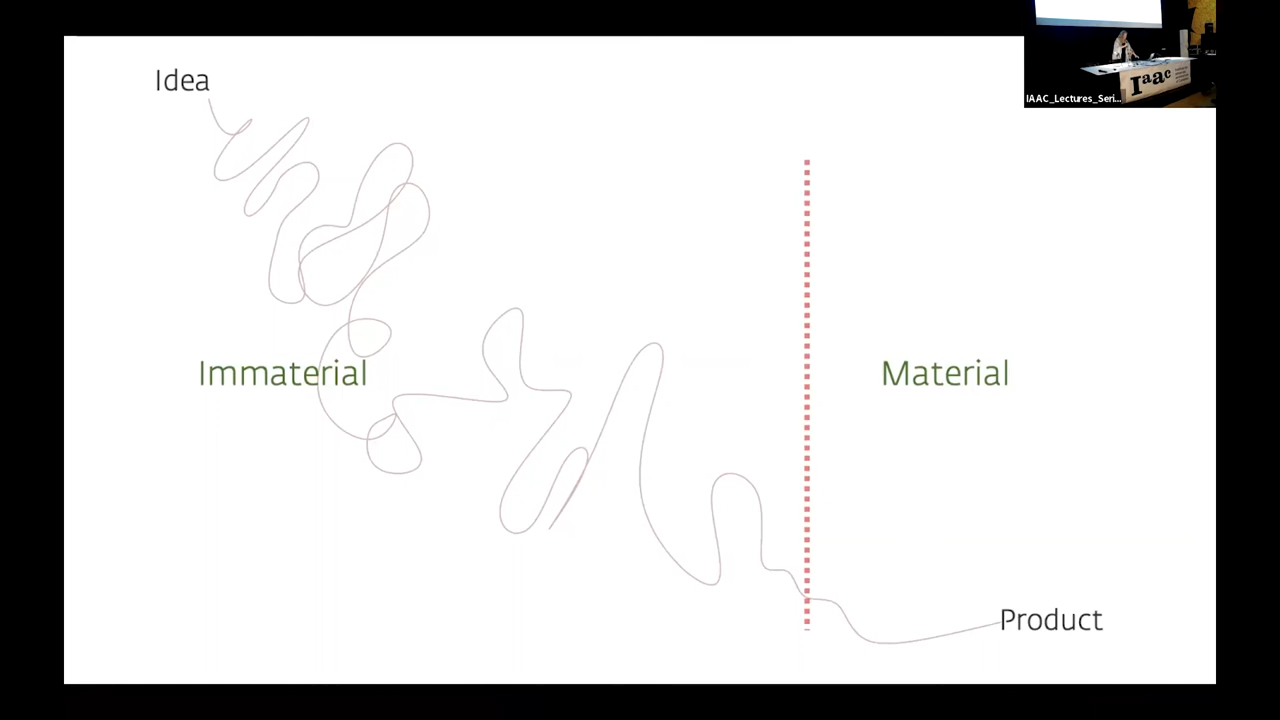 Idea
IAAC_Lectures_Seri...
Iaac
Immaterial
Material
Product